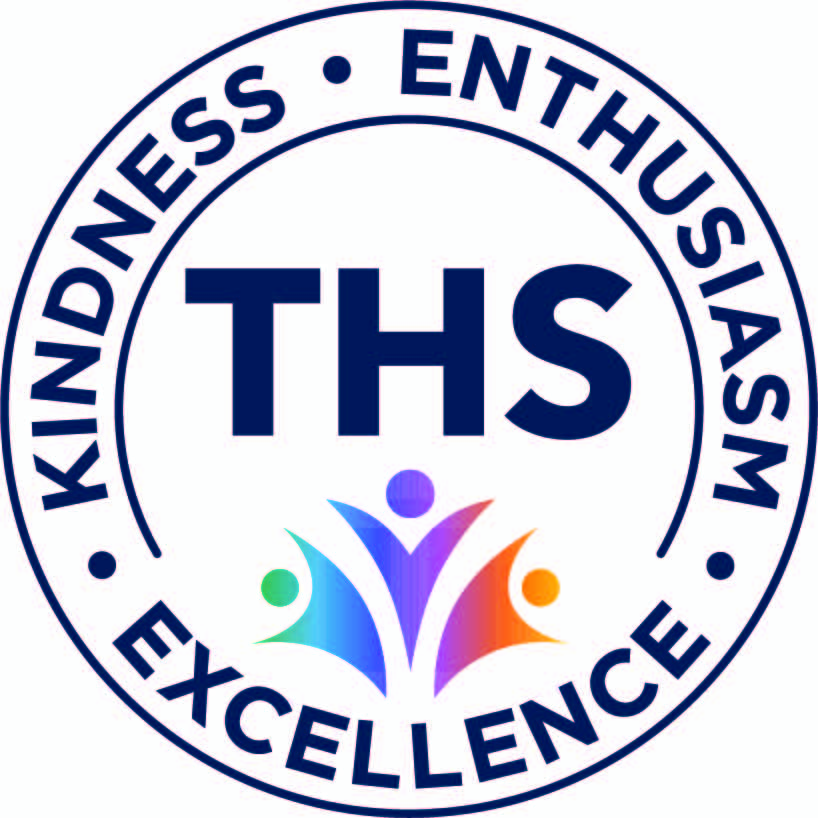 KINDNESS • ENTHUSIASM
THS
• EXCELLENCE •